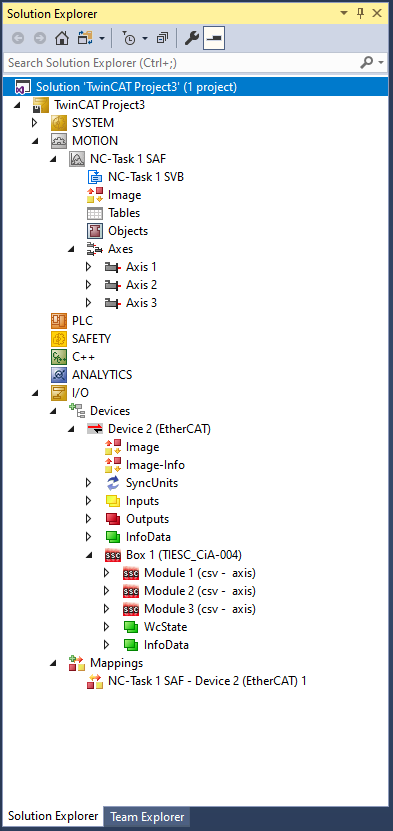 Solution Explorer
Search Solution Explorer (Ctrl+;)
Solution 'TwinCAT Project3' (1 project)
TwinCAT Project3
SYSTEM
MOTION
NC-Task 1 SAF
NC-Task 1 SVB
Image
Tables
Objects
Axes
Axis 1
Axis 2
Axis 3
PLC
SAFETY
C++
ANALYTICS
I/O
Devices
Device 2 (EtherCAT)
Image
Image-Info
SyncUnits
Inputs
Outputs
InfoData
Box 1 (TIESC_CiA-004)
Module 1 (csv - axis)
Module 2 (csv - axis)
Module 3 (csv - axis)
WcState
InfoData
Mappings
NC-Task 1 SAF - Device 2 (EtherCAT) 1
Solution Explorer Team Explorer